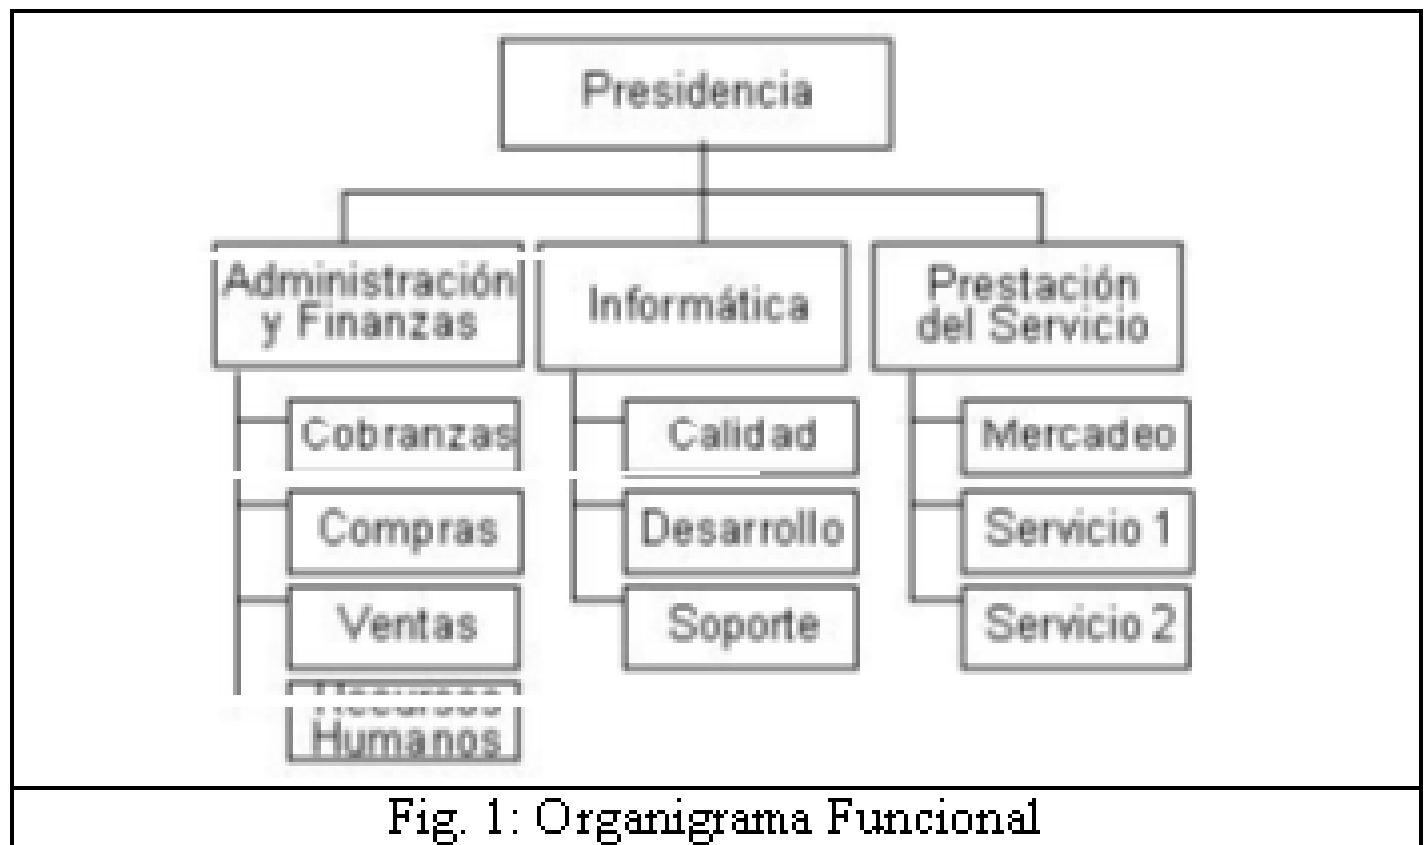 Presidencia
Administración
y Finanzas
Informática
Prestación
del Servicio
Cobranzas
Compras
Ventas
Recursos
Humanos
Calidad
Desarrollo
Soporte
Mercadeo
Servicio 1
Servicio 2
Fig. 1: Organigrama Funcional